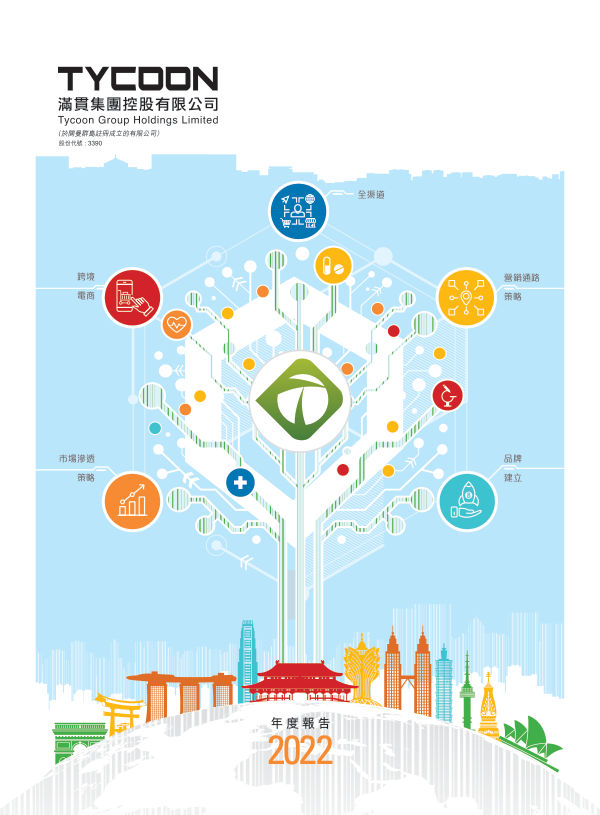 TYCOON
滿貫集團控股有限公司
Tycoon Group Holdings Limited
(於開曼群島註冊成立的有限公司)
股份代號 : 3390
全渠道
跨境
電商
營銷通路
策略
市場滲透
策略
品牌
建立
年度報告
2022